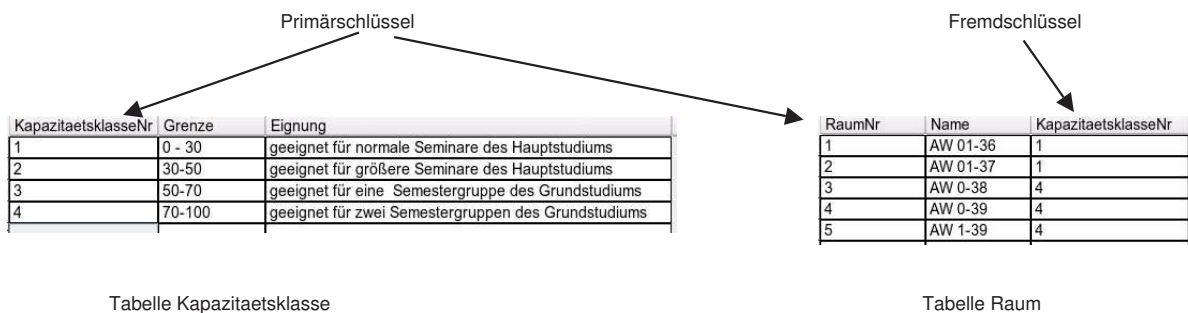 Primärschlüssel Fremdschlüssel
KapazitaetsklasseNr Grenze Eignung
1 0 - 30 geeignet für normale Seminare des Hauptstudiums
2 30-50 geeignet für größere Seminare des Hauptstudiums
3 50-70 geeignet für eine Semestergruppe des Grundstudiums
4 70-100 geeignet für zwei Semestergruppen des Grundstudiums
RaumNr Name KapazitaetsklasseNr
1 AW 01-36 1
2 AW 01-37 1
3 AW 0-38 4
4 AW 0-39 4
5 AW 1-39 4
Tabelle Kapazitaetsklasse Tabelle Raum